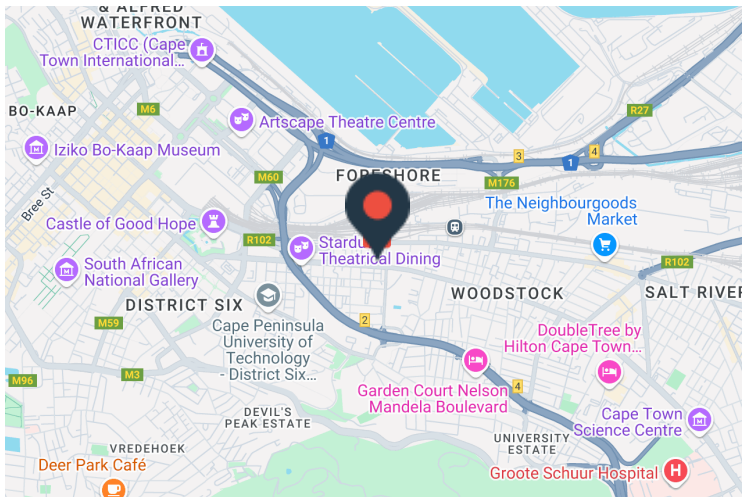 & ALFRED
WATERFRONT
CTICC (Cape
Town International...
BO-KAAP
M6
R27
Artscape Theatre Centre
1
4
3
1
Iziko Bo-Kaap Museum
FORESHORE
M60
M176
Bree St
The Neighbourgoods
Market
Castle of Good Hope
R102
Theatrical Dining
R102
South African
National Gallery
DISTRICT SIX
WOODSTOCK
SALT RIVER
M59
2
Cape Peninsula
University of
Technology
- District Six...
DoubleTree by
Hilton Cape Town...
M96
M3
4
Garden Court Nelson
Mandela Boulevard
DEVIL'S
PEAK ESTATE
Cape Town
Science Centre
UNIVERSITY
ESTATE
VREDEHOEK
Deer Park Café
Groote Schuur Hospital
H